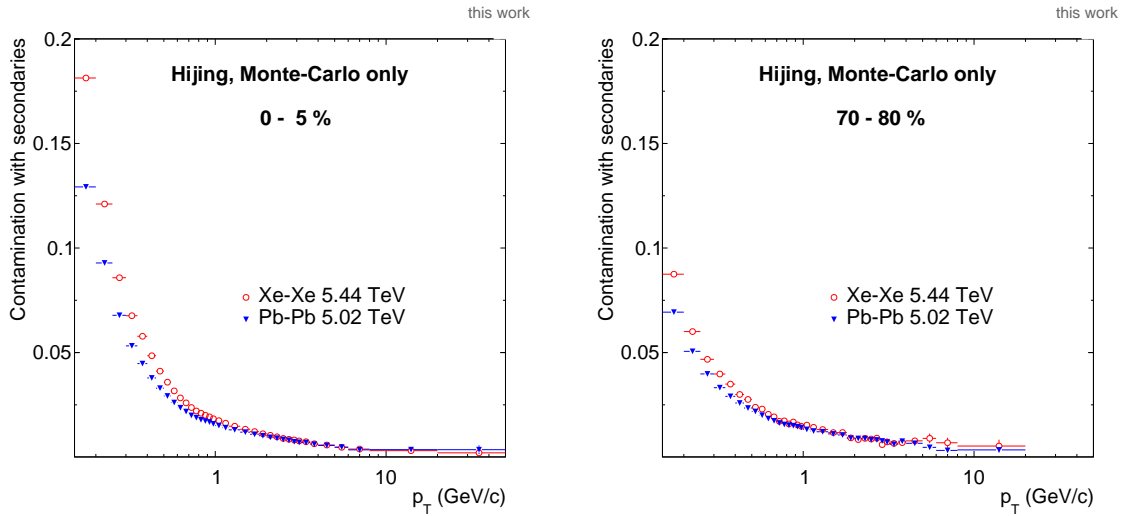 this work
0.2
Hijing, Monte-Carlo only
0 - 5 %
0.15
0.1
Xe-Xe 5.44 TeV
Pb-Pb 5.02 TeV
0.05
Contamination with secondaries
1
10
p_T (GeV/c)
this work
0.2
Hijing, Monte-Carlo only
70 - 80 %
0.15
0.1
Xe-Xe 5.44 TeV
Pb-Pb 5.02 TeV
0.05
Contamination with secondaries
1
10
p_T (GeV/c)